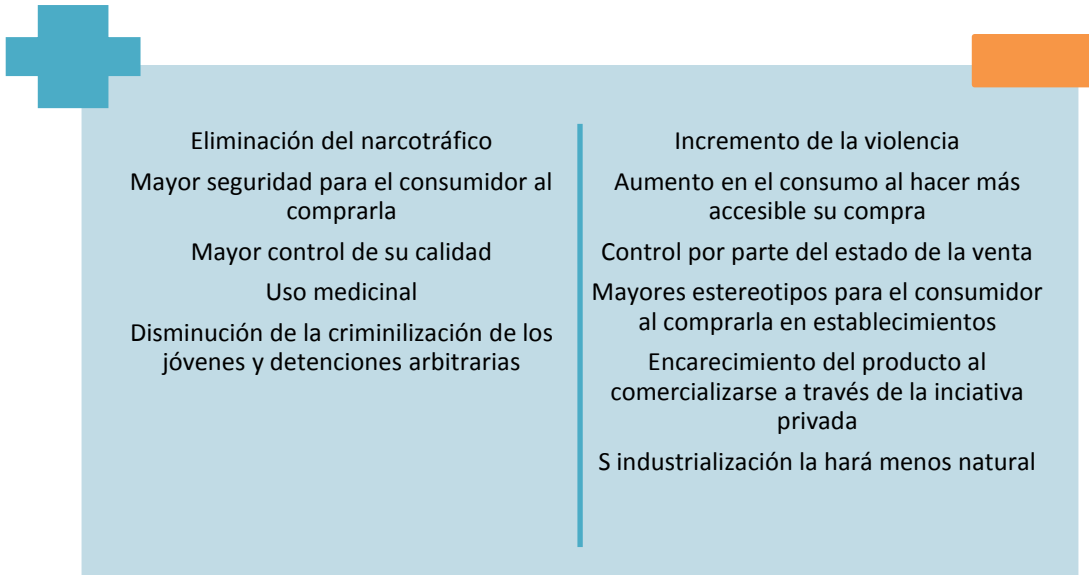 Eliminación del narcotráfico
Mayor seguridad para el consumidor al
comprarla
Mayor control de su calidad
Uso medicinal
Disminución de la criminilización de los
jóvenes y detenciones arbitrarias
Incremento de la violencia
Aumento en el consumo al hacer más
accesible su compra
Control por parte del estado de la venta
Mayores estereotipos para el consumidor
al comprarla en establecimientos
Encarecimiento del producto al
comercializarse a través de la inciativa
privada
S industrialización la hará menos natural